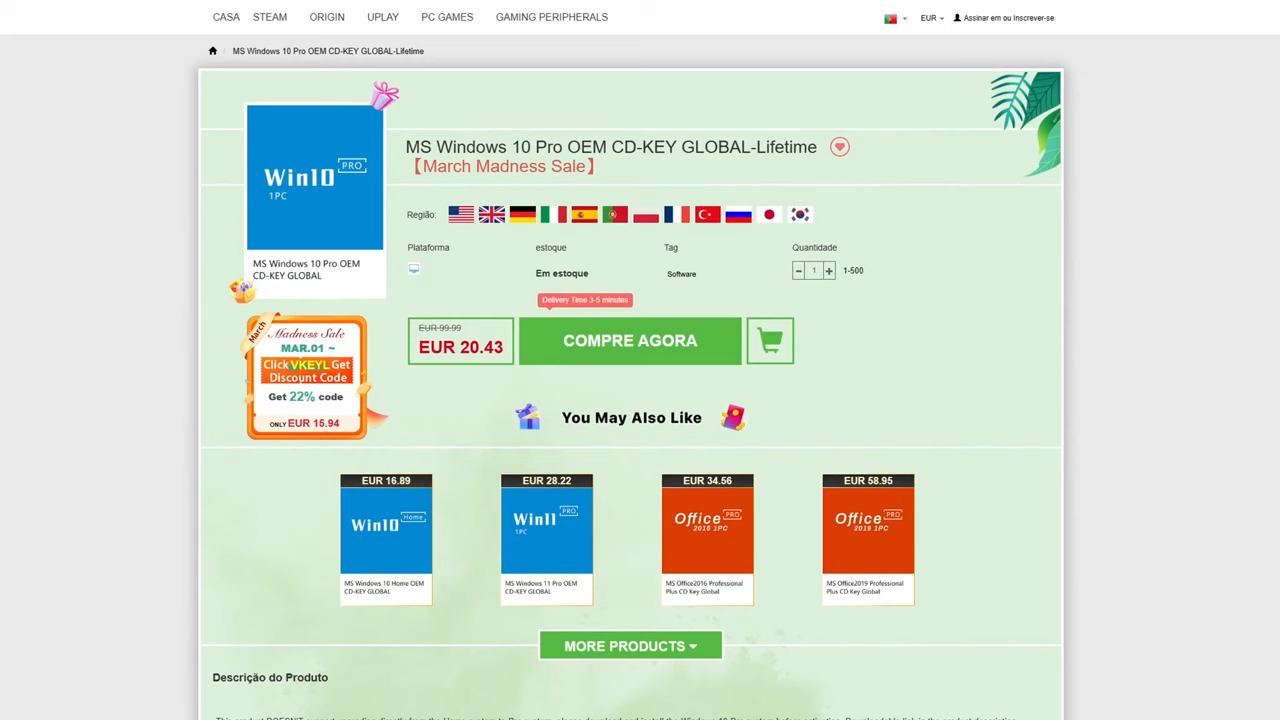 CASA STEAM ORIGIN UPLAY PC GAMES GAMING PERIPHERALS EUR Assinar em ou Inscrever-se
MS Windows 10 Pro OEM CD-KEY GLOBAL-Lifetime
Win10 PRO
1PC
MS Windows 10 Pro OEM
CD-KEY GLOBAL
MS Windows 10 Pro OEM CD-KEY GLOBAL-Lifetime
【March Madness Sale】
Região:
Plataforma estoque Tag Quantidade
Em estoque Software 1 1-500
Delivery Time 3-5 minutes
EUR 99.99
EUR 20.43
COMPRE AGORA
March
Madness Sale
MAR.01 ~
Click VKEYL Get
Discount Code
Get 22% code
ONLY EUR 15.94
You May Also Like
EUR 16.89 EUR 28.22 EUR 34.56 EUR 58.95
Win10 Home Win11 PRO Office PRO Office PRO
1PC 2016 1PC 2019 1PC
MS Windows 10 Home OEM MS Windows 11 Pro OEM MS Office2016 Professional MS Office2019 Professional
CD-KEY GLOBAL CD-KEY GLOBAL Plus CD Key Global Plus CD Key Global
MORE PRODUCTS
Descrição do Produto